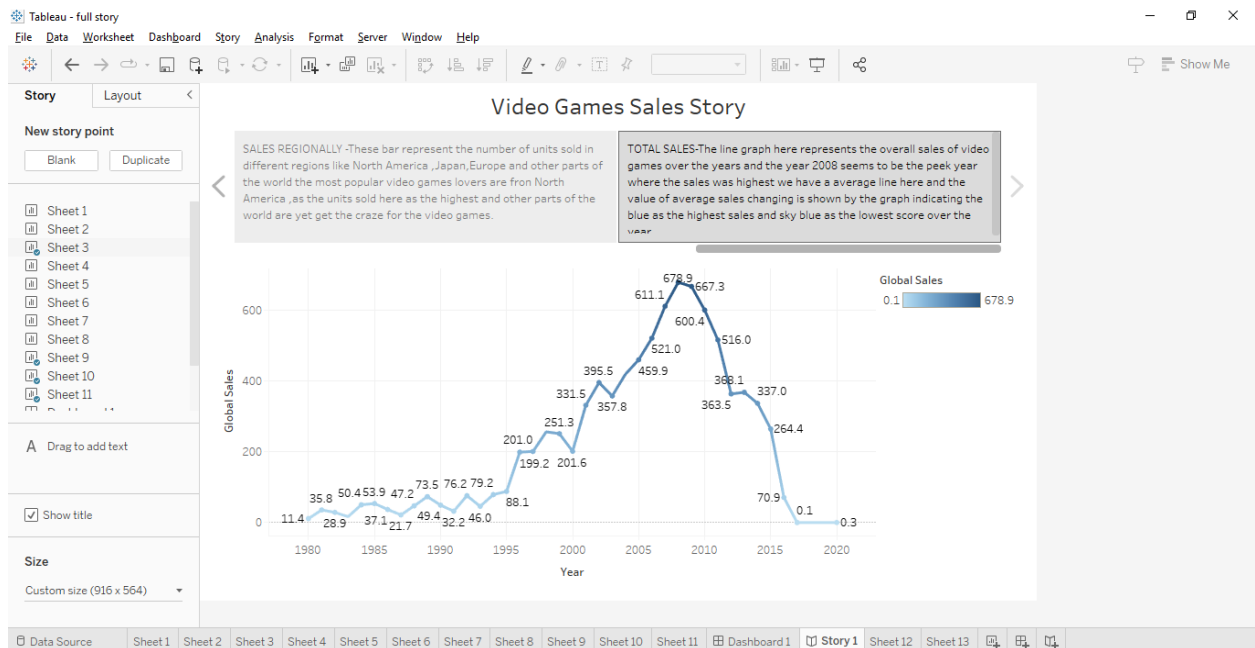 Tableau - full story
File Data Worksheet Dashboard Story Analysis Format Server Window Help
Show Me
Story Layout
New story point
Blank Duplicate
Sheet 1
Sheet 2
Sheet 3
Sheet 4
Sheet 5
Sheet 6
Sheet 7
Sheet 8
Sheet 9
Sheet 10
Sheet 11
A Drag to add text
Show title
Size
Custom size (916 x 564)
Video Games Sales Story
SALES REGIONALLY -These bar represent the number of units sold in
different regions like North America ,Japan,Europe and other parts of
the world the most popular video games lovers are fron North
America ,as the units sold here as the highest and other parts of the
world are yet get the craze for the video games.
TOTAL SALES-The line graph here represents the overall sales of video
games over the years and the year 2008 seems to be the peek year
where the sales was highest we have a average line here and the
value of average sales changing is shown by the graph indicating the
blue as the highest sales and sky blue as the lowest score over the
year
Global Sales
0.1 678.9
Global Sales
600
400
200
0
11.4
35.8
28.9
50.4
53.9
37.1
21.7
47.2
73.5
49.4
32.2
76.2
46.0
79.2
88.1
201.0
199.2
251.3
201.6
331.5
395.5
357.8
459.9
521.0
611.1
678.9
667.3
600.4
516.0
363.5
368.1
337.0
264.4
70.9
0.1
0.3
1980 1985 1990 1995 2000 2005 2010 2015 2020
Year
Data Source Sheet 1 Sheet 2 Sheet 3 Sheet 4 Sheet 5 Sheet 6 Sheet 7 Sheet 8 Sheet 9 Sheet 10 Sheet 11 Dashboard 1 Story 1 Sheet 12 Sheet 13